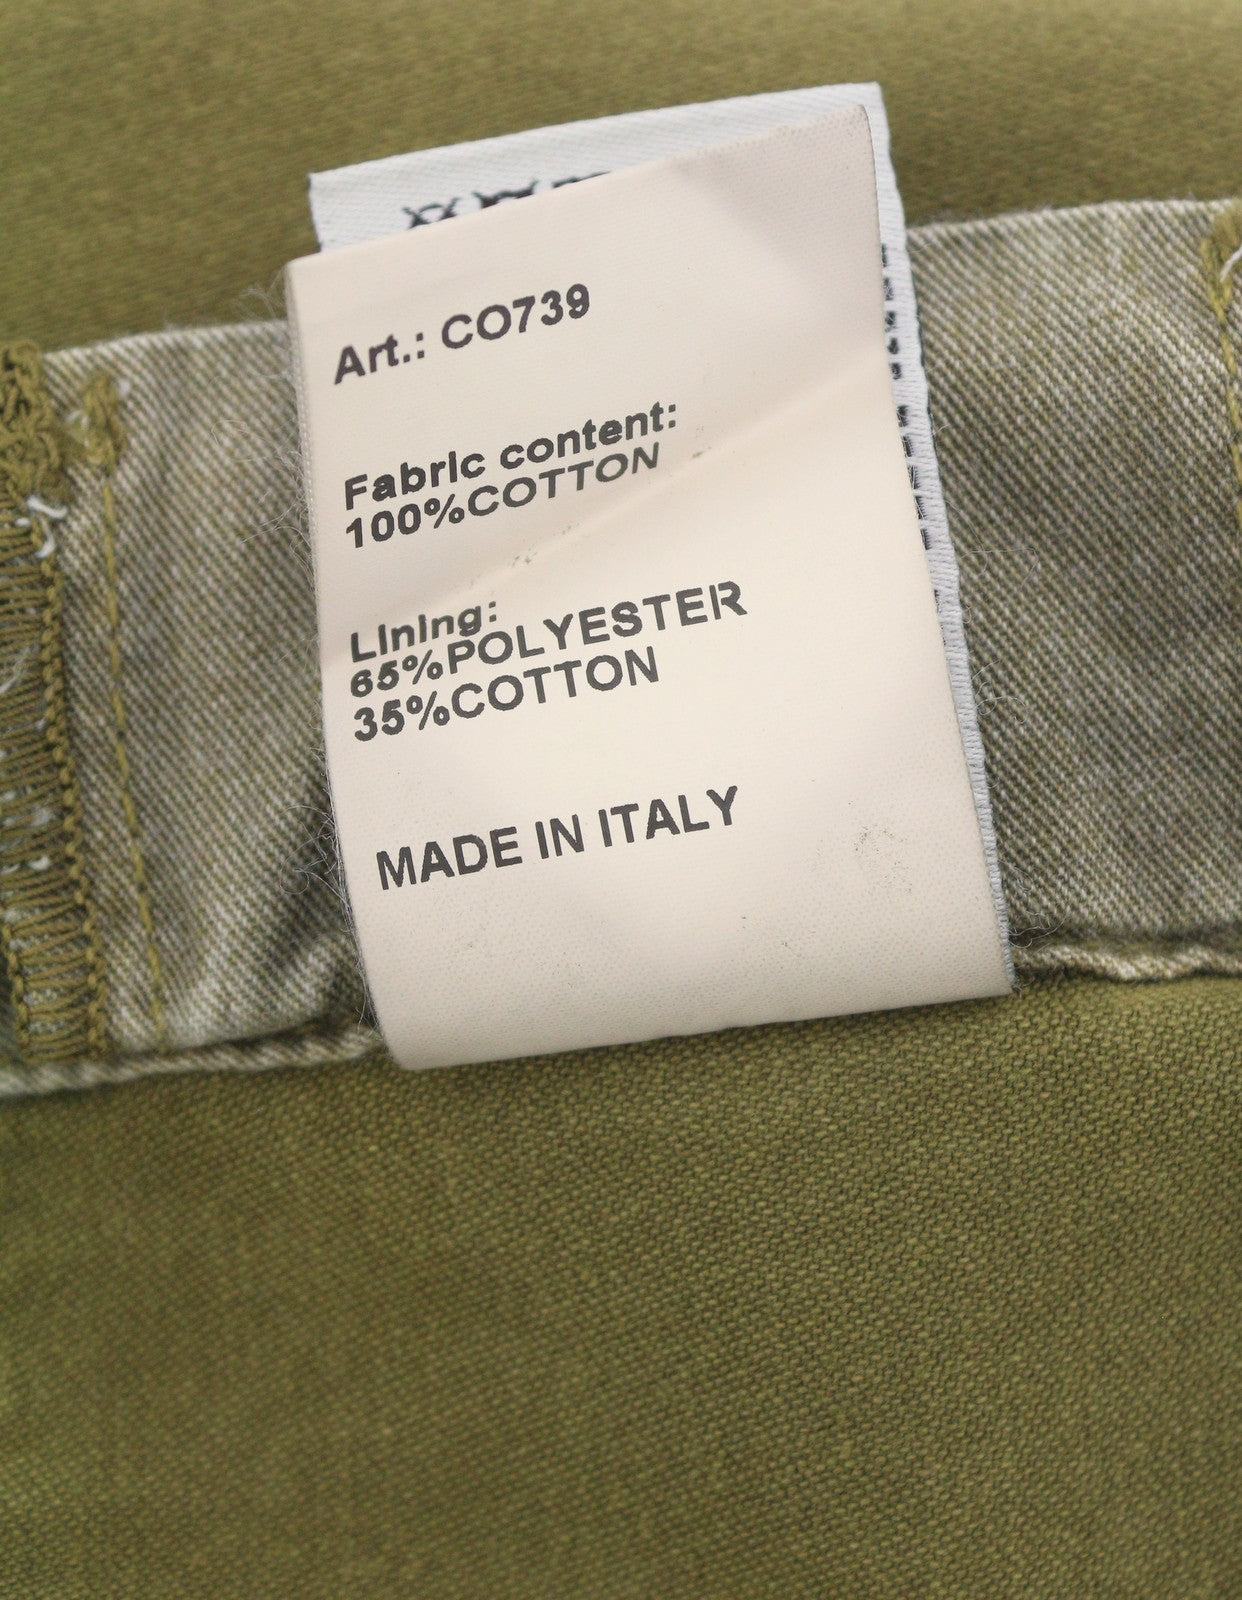 Art.: CO739
Fabric content:
100%COTTON
Lining:
65%POLYESTER
35%COTTON
MADE IN ITALY